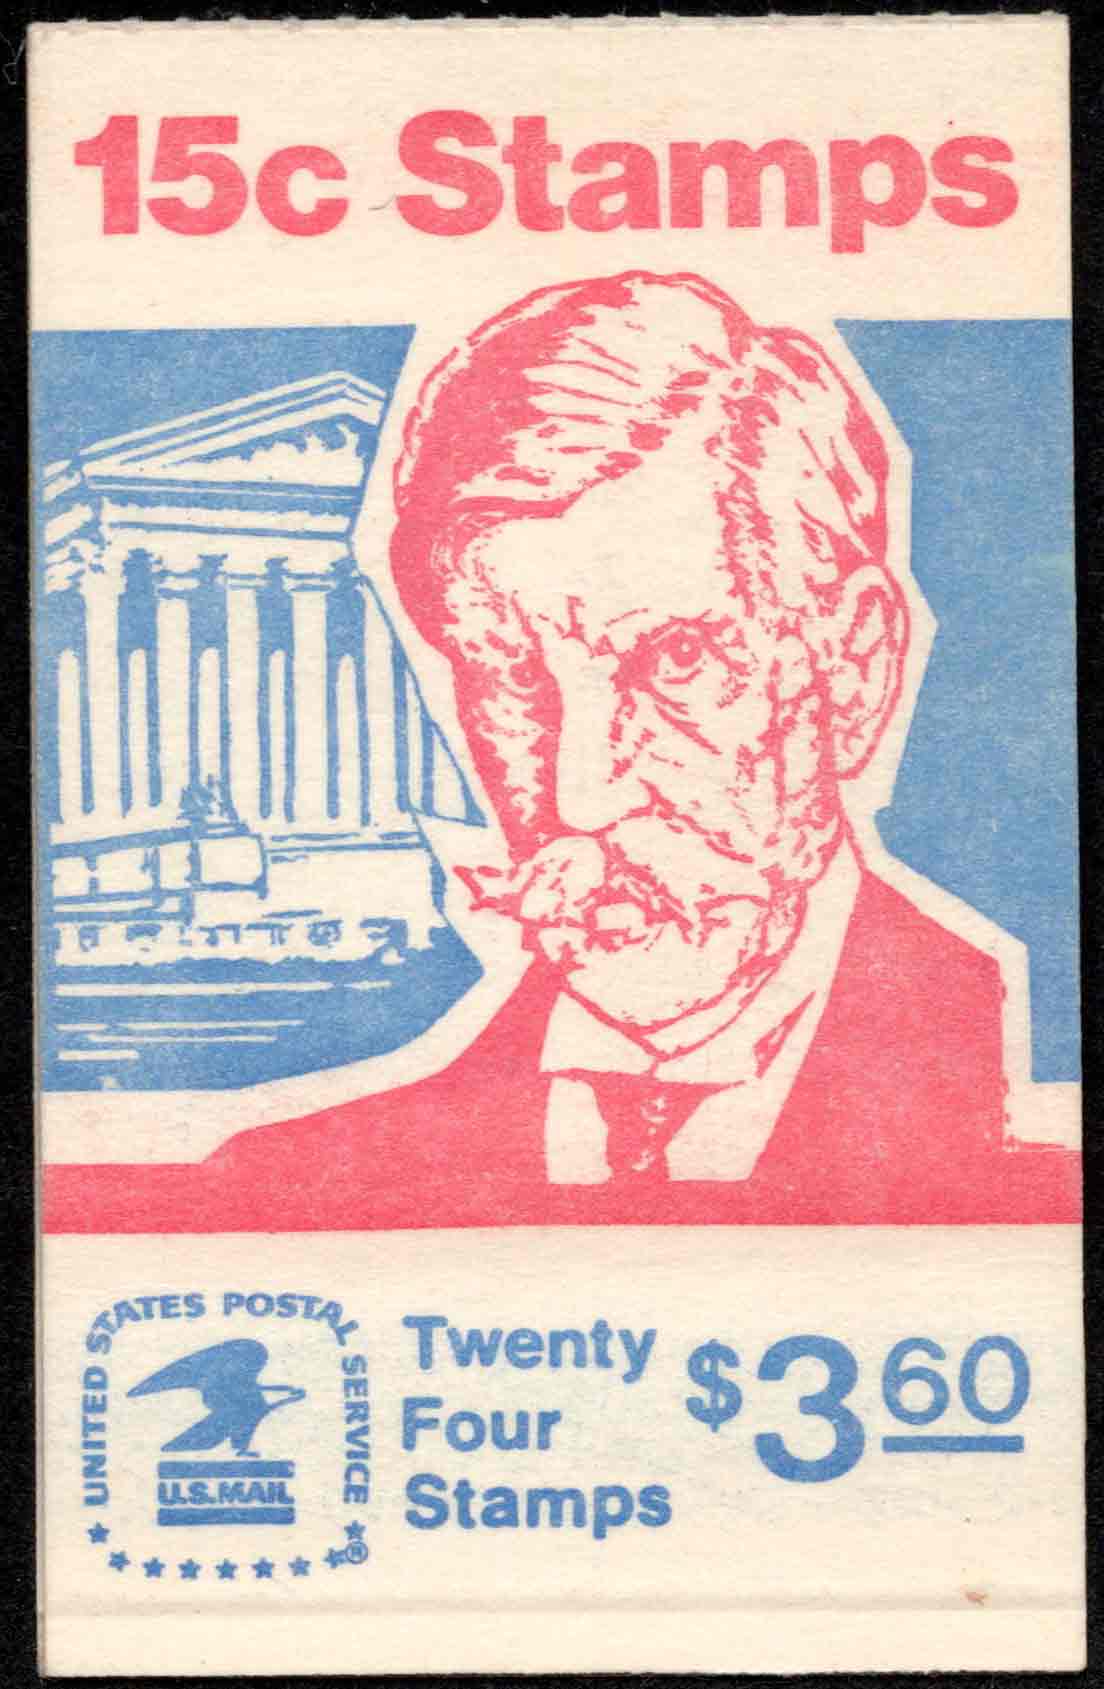 15c Stamps
UNITED STATES POSTAL SERVICE
U.S.MAIL
®
Twenty
Four
Stamps
$3 60